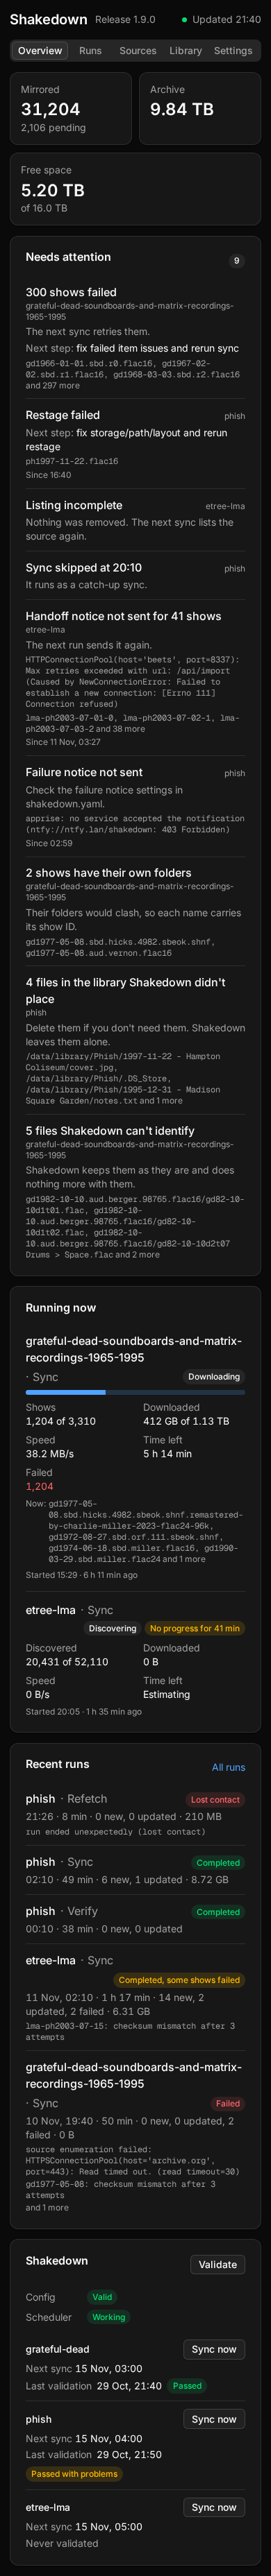 Shakedown Release 1.9.0 Updated 21:40
Overview Runs Sources Library Settings
Mirrored
31,204
2,106 pending
Archive
9.84 TB
Free space
5.20 TB
of 16.0 TB
Needs attention 9
300 shows failed
grateful-dead-soundboards-and-matrix-recordings-
1965-1995
The next sync retries them.
Next step: fix failed item issues and rerun sync
gd1966-01-01.sbd.r0.flac16, gd1967-02-
02.sbd.r1.flac16, gd1968-03-03.sbd.r2.flac16
and 297 more
Restage failed phish
Next step: fix storage/path/layout and rerun
restage
ph1997-11-22.flac16
Since 16:40
Listing incomplete etree-lma
Nothing was removed. The next sync lists the
source again.
Sync skipped at 20:10 phish
It runs as a catch-up sync.
Handoff notice not sent for 41 shows
etree-lma
The next run sends it again.
HTTPConnectionPool(host='beets', port=8337):
Max retries exceeded with url: /api/import
(Caused by NewConnectionError: Failed to
establish a new connection: [Errno 111]
Connection refused)
lma-ph2003-07-01-0, lma-ph2003-07-02-1, lma-
ph2003-07-03-2 and 38 more
Since 11 Nov, 03:27
Failure notice not sent phish
Check the failure notice settings in
shakedown.yaml.
apprise: no service accepted the notification
(ntfy://ntfy.lan/shakedown: 403 Forbidden)
Since 02:59
2 shows have their own folders
grateful-dead-soundboards-and-matrix-recordings-
1965-1995
Their folders would clash, so each name carries
its show ID.
gd1977-05-08.sbd.hicks.4982.sbeok.shnf,
gd1977-05-08.aud.vernon.flac16
4 files in the library Shakedown didn't
place
phish
Delete them if you don't need them. Shakedown
leaves them alone.
/data/library/Phish/1997-11-22 - Hampton
Coliseum/cover.jpg,
/data/library/Phish/.DS_Store,
/data/library/Phish/1995-12-31 - Madison
Square Garden/notes.txt and 1 more
5 files Shakedown can't identify
grateful-dead-soundboards-and-matrix-recordings-
1965-1995
Shakedown keeps them as they are and does
nothing more with them.
gd1982-10-10.aud.berger.98765.flac16/gd82-10-
10d1t01.flac, gd1982-10-
10.aud.berger.98765.flac16/gd82-10-
10d1t02.flac, gd1982-10-
10.aud.berger.98765.flac16/gd82-10-10d2t07
Drums > Space.flac and 2 more
Running now
grateful-dead-soundboards-and-matrix-
recordings-1965-1995
· Sync Downloading
Shows Downloaded
1,204 of 3,310 412 GB of 1.13 TB
Speed Time left
38.2 MB/s 5 h 14 min
Failed
1,204
Now: gd1977-05-
08.sbd.hicks.4982.sbeok.shnf.remastered-
by-charlie-miller-2023-flac24-96k,
gd1972-08-27.sbd.orf.111.sbeok.shnf,
gd1974-06-18.sbd.miller.flac16, gd1990-
03-29.sbd.miller.flac24 and 1 more
Started 15:29 · 6 h 11 min ago
etree-lma · Sync
Discovering No progress for 41 min
Discovered Downloaded
20,431 of 52,110 0 B
Speed Time left
0 B/s Estimating
Started 20:05 · 1 h 35 min ago
Recent runs All runs
phish · Refetch Lost contact
21:26 · 8 min · 0 new, 0 updated · 210 MB
run ended unexpectedly (lost contact)
phish · Sync Completed
02:10 · 49 min · 6 new, 1 updated · 8.72 GB
phish · Verify Completed
00:10 · 38 min · 0 new, 0 updated
etree-lma · Sync
Completed, some shows failed
11 Nov, 02:10 · 1 h 17 min · 14 new, 2
updated, 2 failed · 6.31 GB
lma-ph2003-07-15: checksum mismatch after 3
attempts
grateful-dead-soundboards-and-matrix-
recordings-1965-1995
· Sync Failed
10 Nov, 19:40 · 50 min · 0 new, 0 updated, 2
failed · 0 B
source enumeration failed:
HTTPSConnectionPool(host='archive.org',
port=443): Read timed out. (read timeout=30)
gd1977-05-08: checksum mismatch after 3
attempts
and 1 more
Shakedown Validate
Config Valid
Scheduler Working
grateful-dead Sync now
Next sync 15 Nov, 03:00
Last validation 29 Oct, 21:40 Passed
phish Sync now
Next sync 15 Nov, 04:00
Last validation 29 Oct, 21:50
Passed with problems
etree-lma Sync now
Next sync 15 Nov, 05:00
Never validated